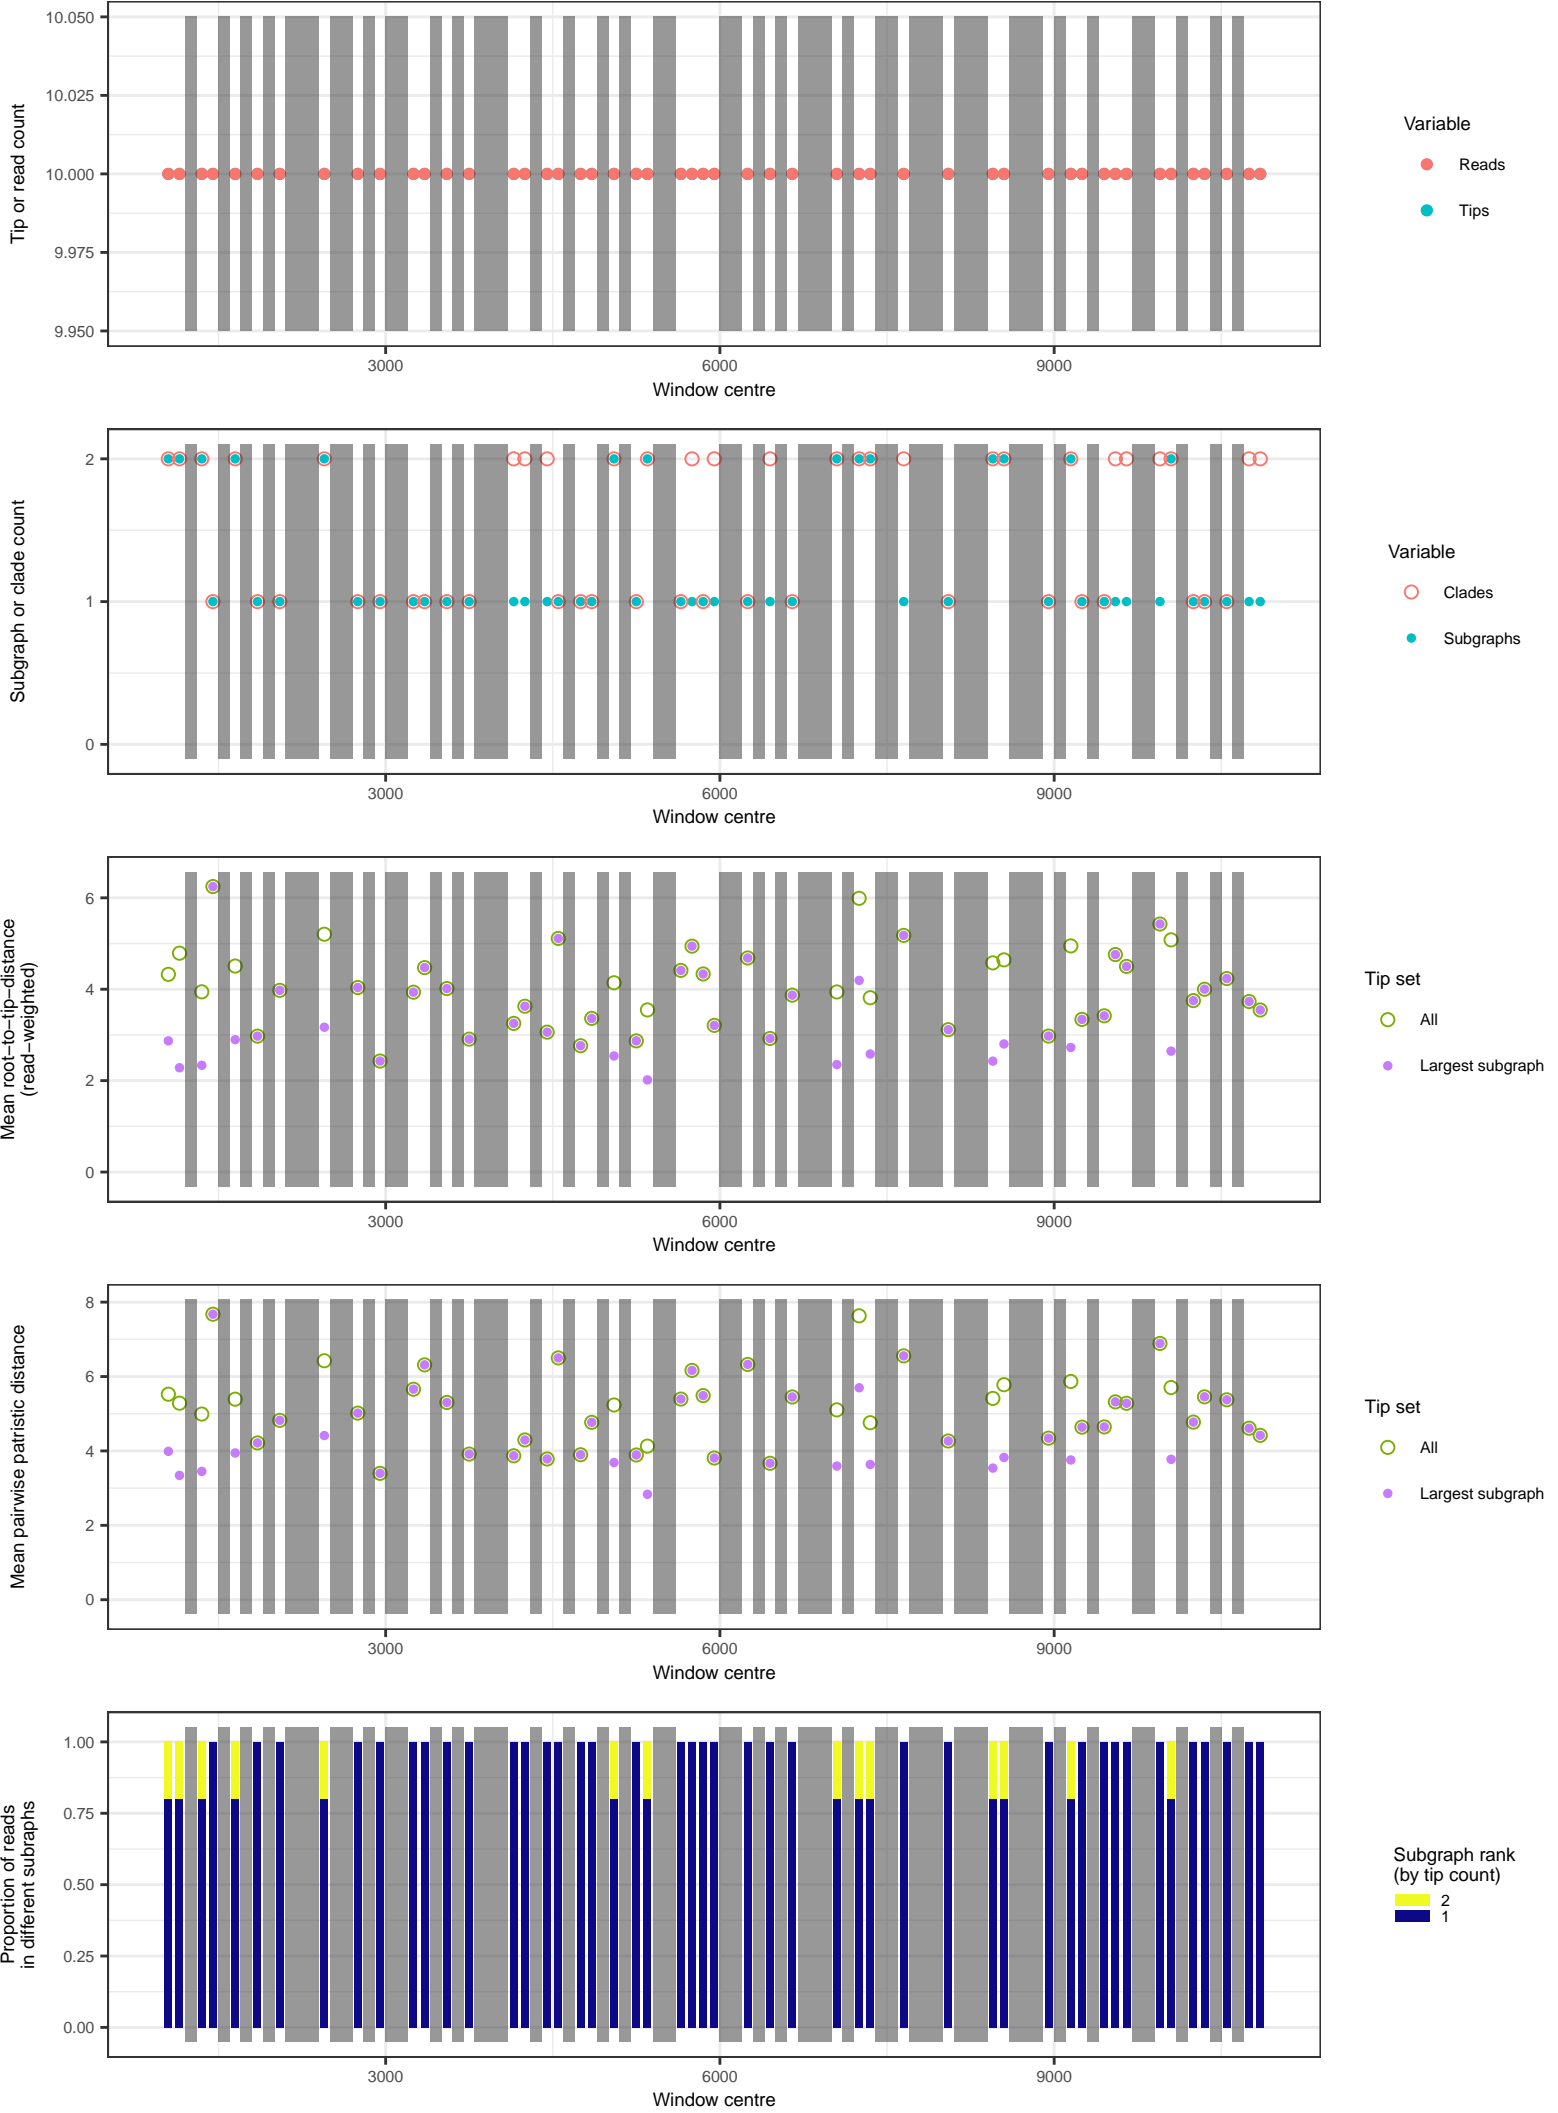 10.050
10.025
10.000
9.975
9.950
Tip or read count
3000
6000
9000
Window centre
Variable
Reads
Tips
2
1
0
Subgraph or clade count
3000
6000
9000
Window centre
Variable
Clades
Subgraphs
6
4
2
0
Mean root−to−tip−distance
(read−weighted)
3000
6000
9000
Window centre
Tip set
All
Largest subgraph
8
6
4
2
0
Mean pairwise patristic distance
3000
6000
9000
Window centre
Tip set
All
Largest subgraph
1.00
0.75
0.50
0.25
0.00
Proportion of reads
in different subraphs
3000
6000
9000
Window centre
Subgraph rank
(by tip count)
2
1